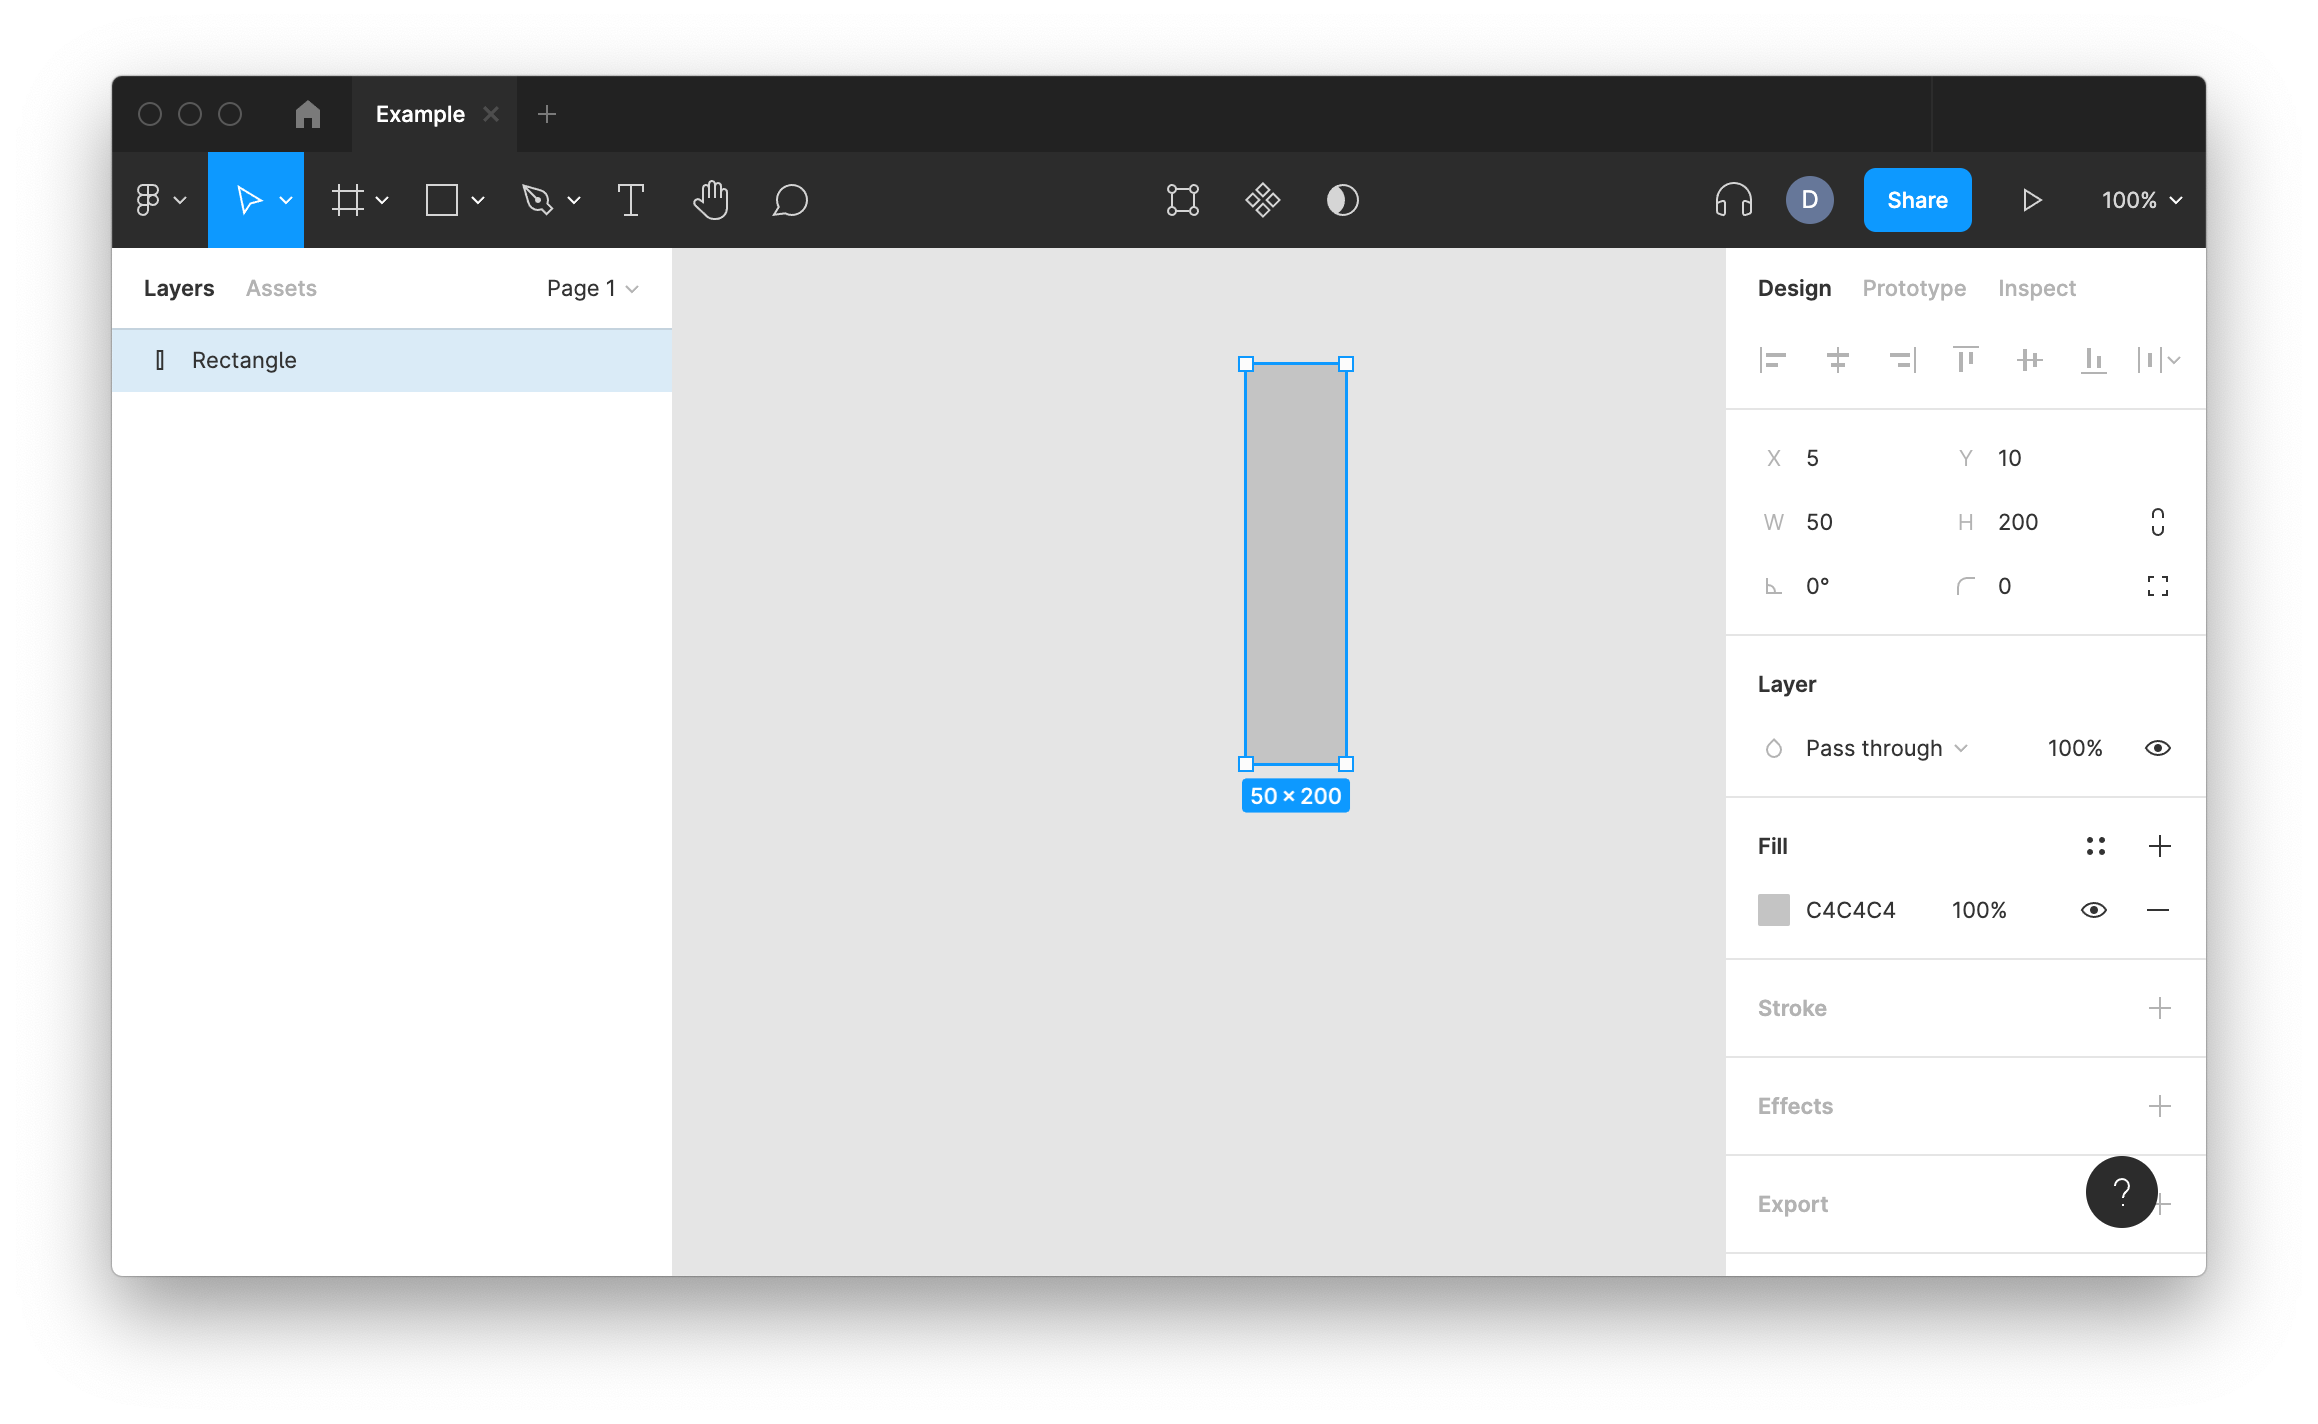 Example
D
Share
100%
Layers
Assets
Page 1
Rectangle
50 × 200
Design
Prototype
Inspect
X 5
Y 10
W 50
H 200
0°
0
Layer
Pass through
100%
Fill
C4C4C4
100%
Stroke
Effects
Export
?